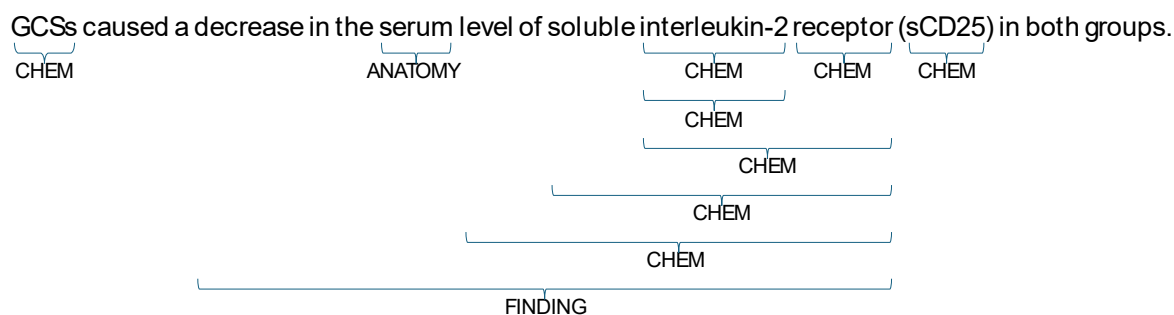 GCSs caused a decrease in the serum level of soluble interleukin-2 receptor (sCD25) in both groups.
CHEM ANATOMY CHEM CHEM CHEM
CHEM
CHEM
CHEM
CHEM
FINDING